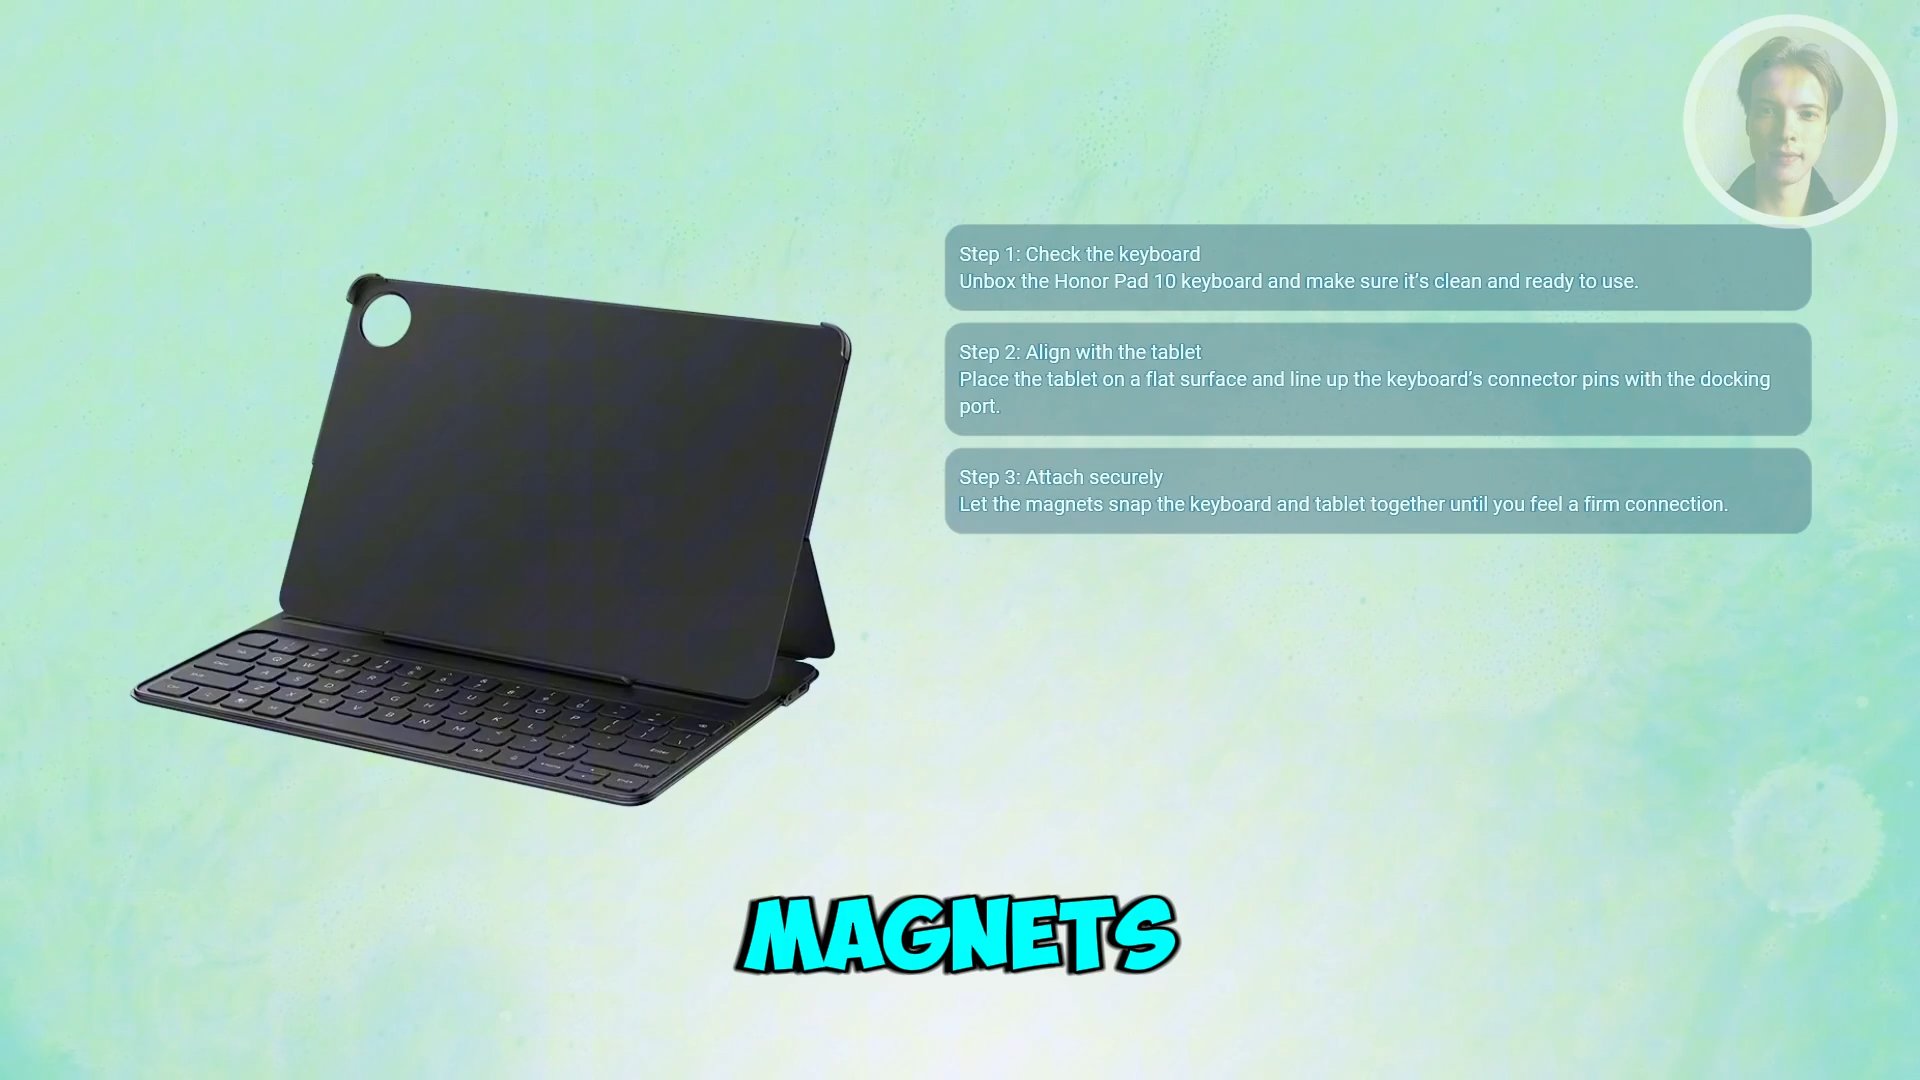 Step 1: Check the keyboard
Unbox the Honor Pad 10 keyboard and make sure it’s clean and ready to use.
Step 2: Align with the tablet
Place the tablet on a flat surface and line up the keyboard’s connector pins with the docking
port.
Step 3: Attach securely
Let the magnets snap the keyboard and tablet together until you feel a firm connection.
MAGNETS